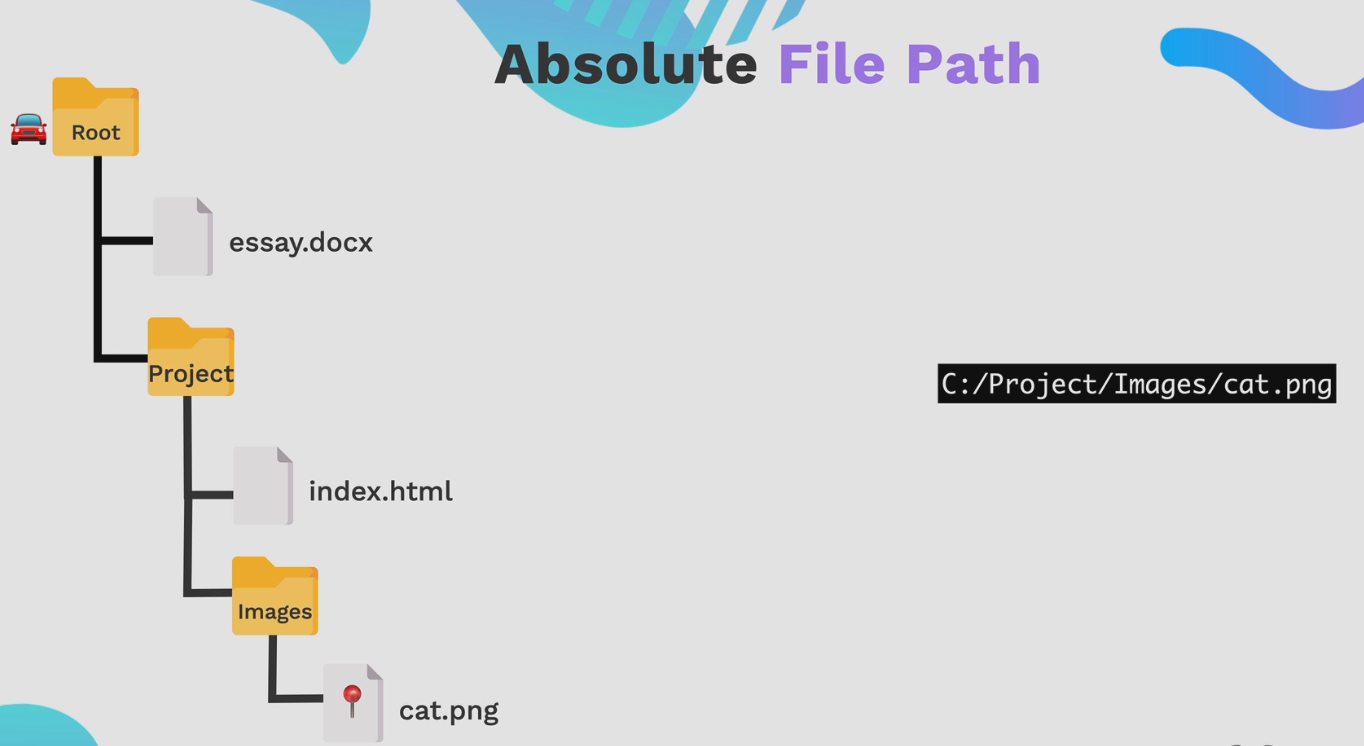 Absolute File Path
Root
essay.docx
Project
C:/Project/Images/cat.png
index.html
Images
cat.png